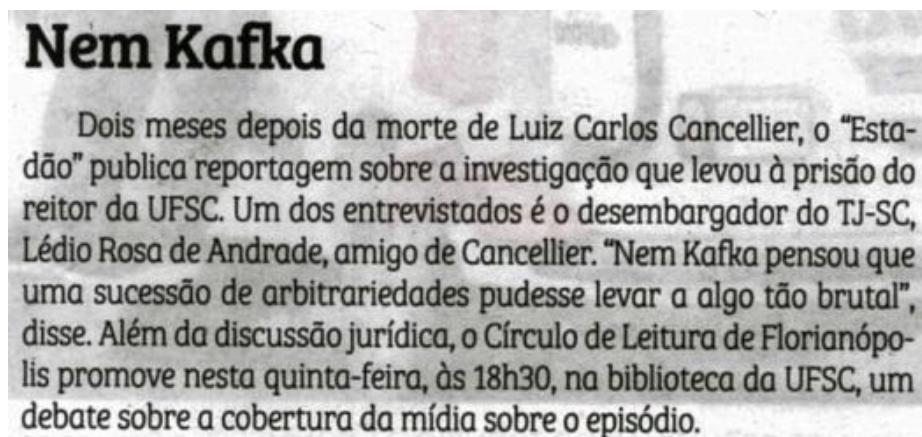 Nem Kafka
Dois meses depois da morte de Luiz Carlos Cancellier, o “Esta-
dão” publica reportagem sobre a investigação que levou à prisão do
reitor da UFSC. Um dos entrevistados é o desembargador do TJ-SC,
Lédio Rosa de Andrade, amigo de Cancellier. “Nem Kafka pensou que
uma sucessão de arbitrariedades pudesse levar a algo tão brutal”,
disse. Além da discussão jurídica, o Círculo de Leitura de Florianópo-
lis promove nesta quinta-feira, às 18h30, na biblioteca da UFSC, um
debate sobre a cobertura da mídia sobre o episódio.